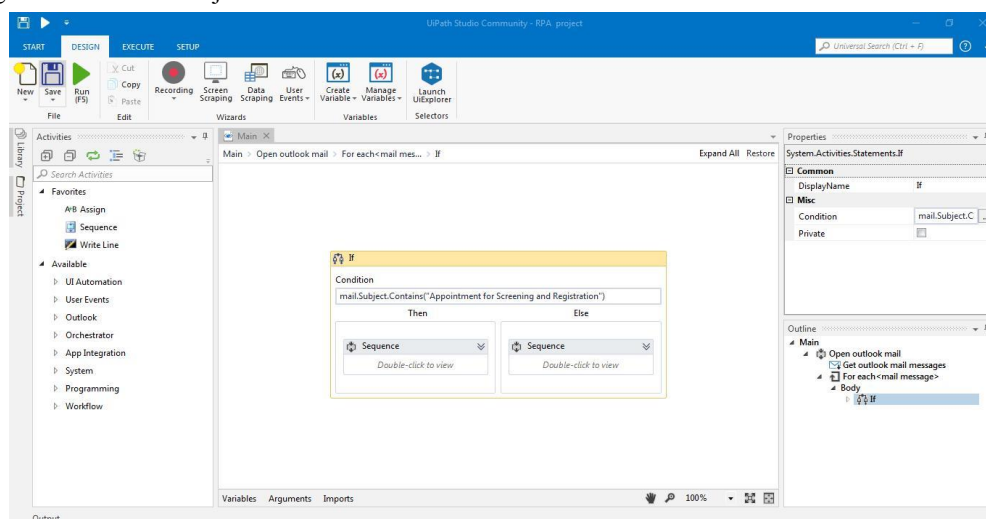 UiPath Studio Community - RPA project
START DESIGN EXECUTE SETUP
Universal Search (Ctrl + F)
New Save Run (F5)
Cut
Copy
Paste
Recording
Screen Scraping
Data Scraping
User Events
Create Variable
Manage Variables
Launch UiExplorer
File Edit Wizards Variables Selectors
Library
Project
Activities
Search Activities
Favorites
A+B Assign
Sequence
Write Line
Available
UI Automation
User Events
Outlook
Orchestrator
App Integration
System
Programming
Workflow
Main
Main > Open outlook mail > For each<mail mes... > If
Expand All Restore
If
Condition
mail.Subject.Contains("Appointment for Screening and Registration")
Then Else
Sequence
Double-click to view
Sequence
Double-click to view
Variables Arguments Imports
100%
Properties
System.Activities.Statements.If
Common
DisplayName If
Misc
Condition mail.Subject.C ...
Private
Outline
Main
Open outlook mail
Get outlook mail messages
For each<mail message>
Body
If
Output